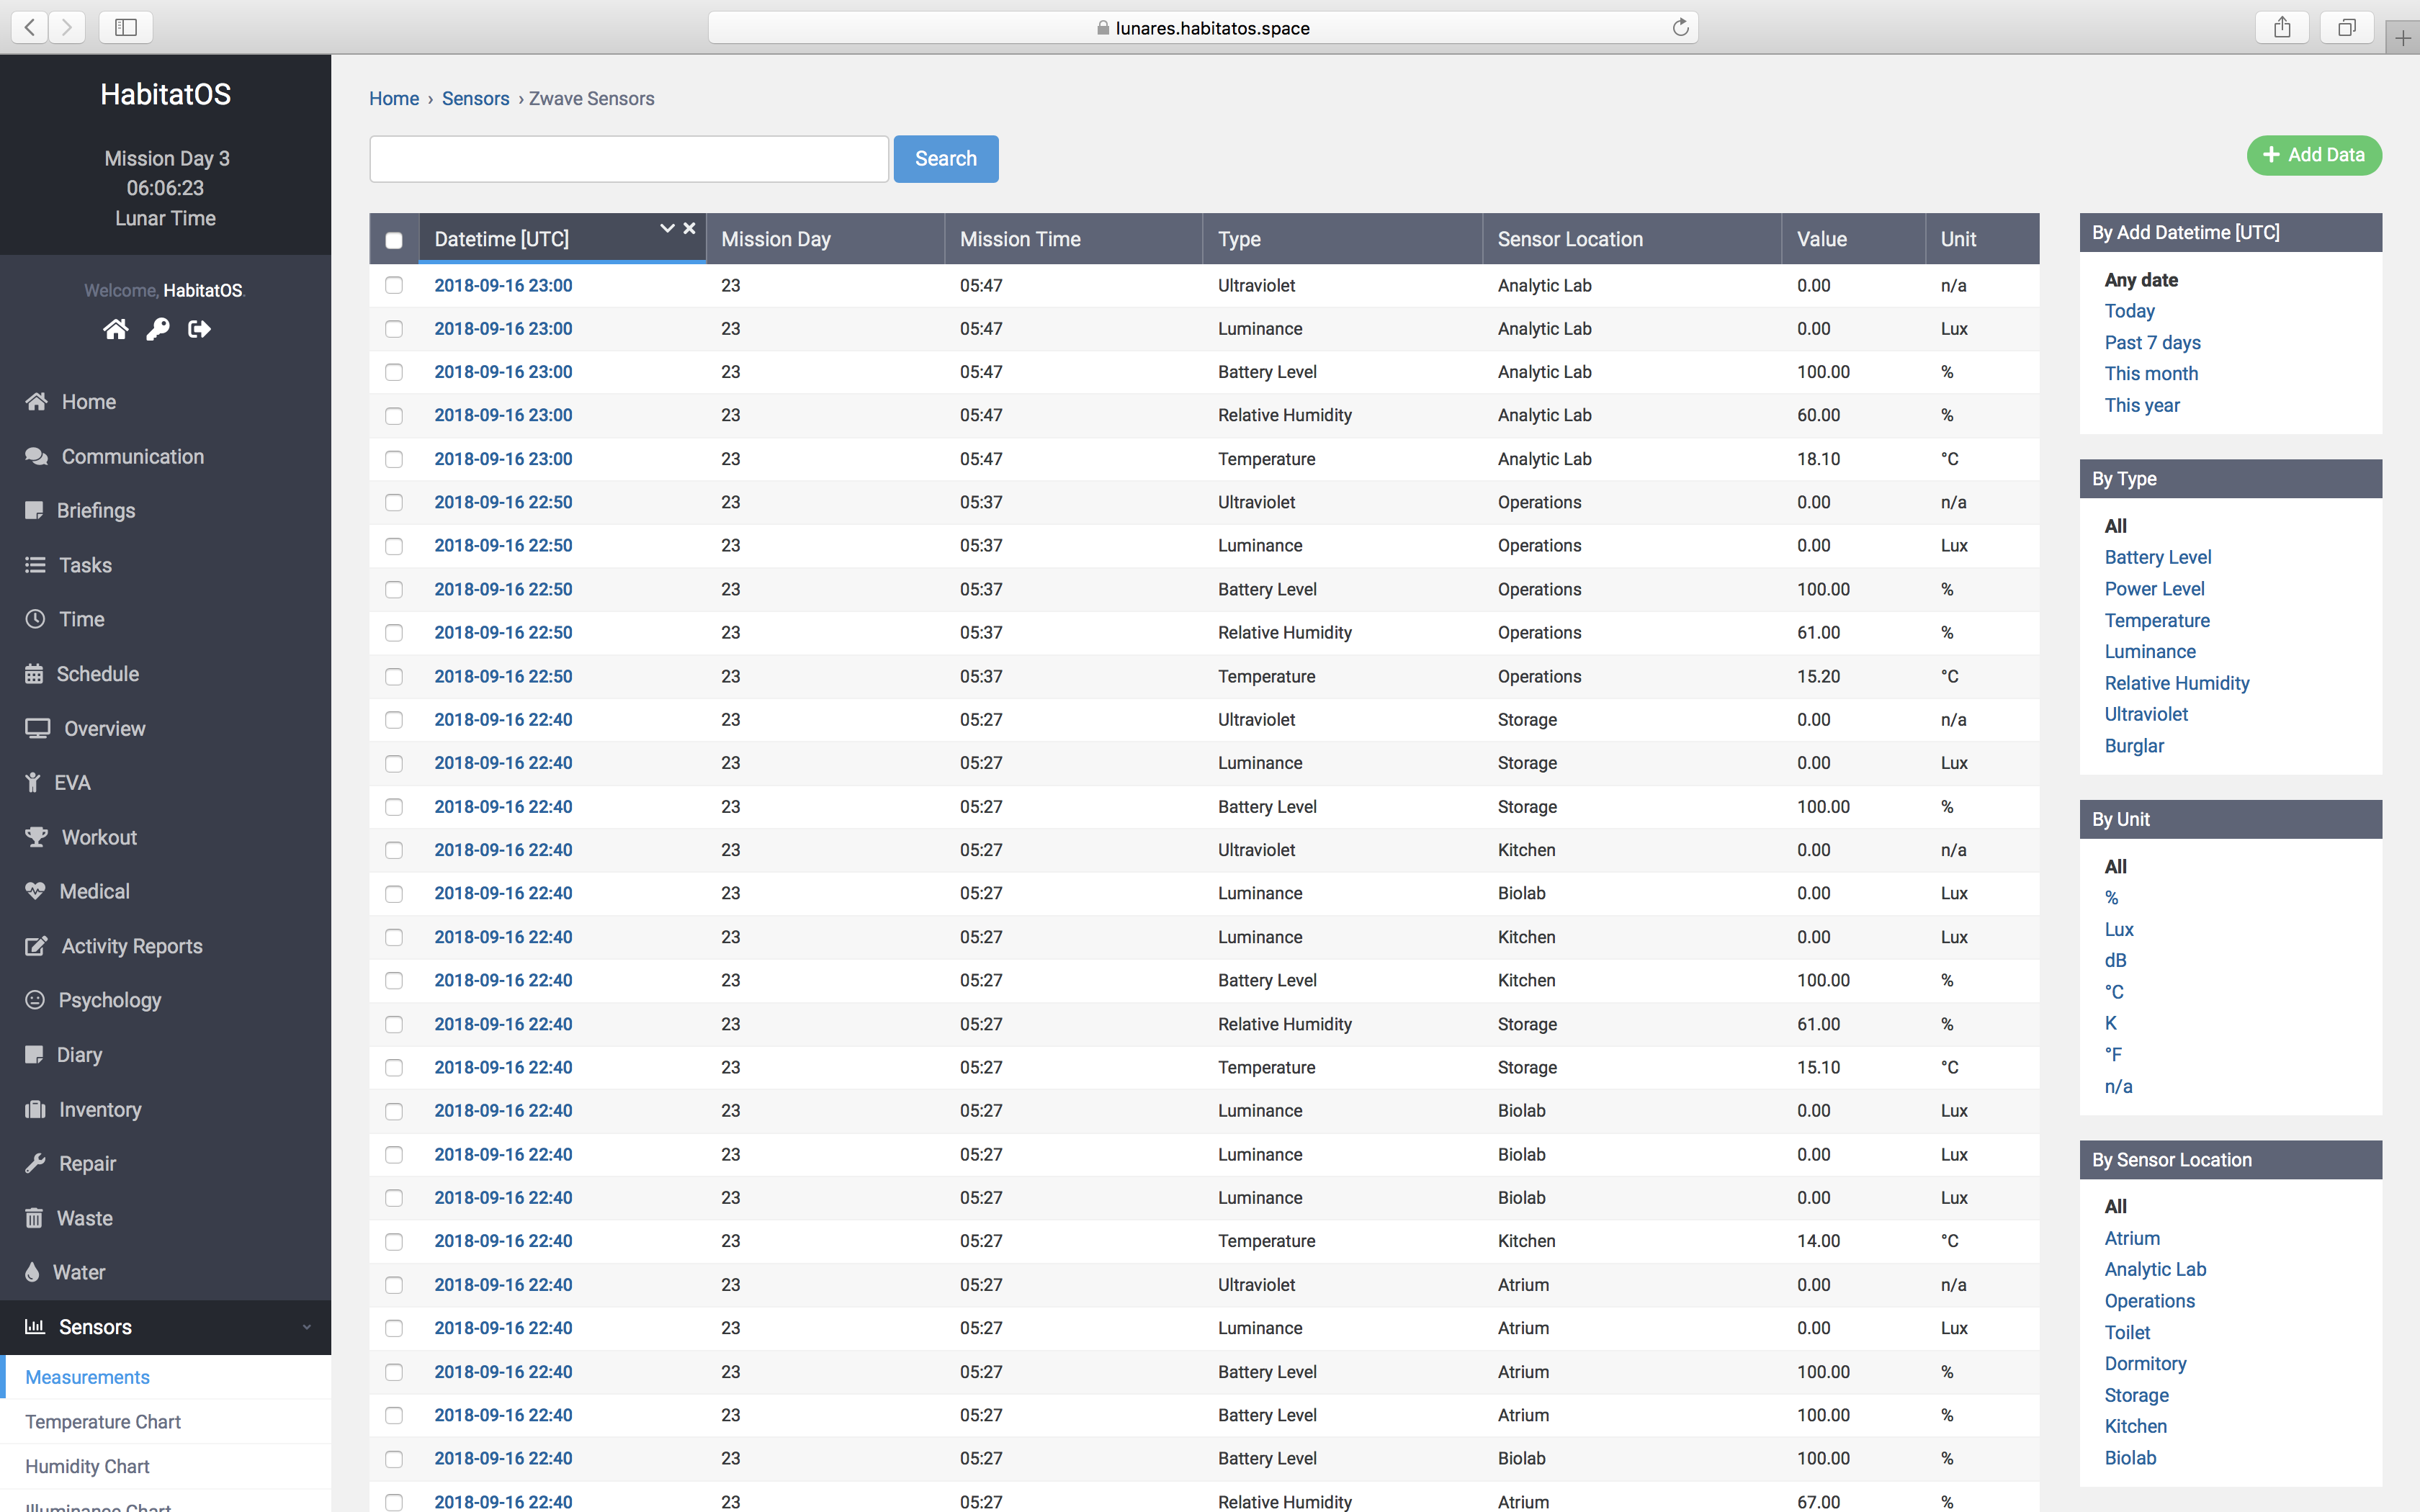 lunares.habitatos.space
HabitatOS
Mission Day 3
06:06:23
Lunar Time
Welcome, HabitatOS.
Home
Communication
Briefings
Tasks
Time
Schedule
Overview
EVA
Workout
Medical
Activity Reports
Psychology
Diary
Inventory
Repair
Waste
Water
Sensors
Measurements
Temperature Chart
Humidity Chart
Illuminance Chart
Home › Sensors › Zwave Sensors
Search
Add Data
Datetime [UTC] Mission Day Mission Time Type Sensor Location Value Unit
2018-09-16 23:00 23 05:47 Ultraviolet Analytic Lab 0.00 n/a
2018-09-16 23:00 23 05:47 Luminance Analytic Lab 0.00 Lux
2018-09-16 23:00 23 05:47 Battery Level Analytic Lab 100.00 %
2018-09-16 23:00 23 05:47 Relative Humidity Analytic Lab 60.00 %
2018-09-16 23:00 23 05:47 Temperature Analytic Lab 18.10 °C
2018-09-16 22:50 23 05:37 Ultraviolet Operations 0.00 n/a
2018-09-16 22:50 23 05:37 Luminance Operations 0.00 Lux
2018-09-16 22:50 23 05:37 Battery Level Operations 100.00 %
2018-09-16 22:50 23 05:37 Relative Humidity Operations 61.00 %
2018-09-16 22:50 23 05:37 Temperature Operations 15.20 °C
2018-09-16 22:40 23 05:27 Ultraviolet Storage 0.00 n/a
2018-09-16 22:40 23 05:27 Luminance Storage 0.00 Lux
2018-09-16 22:40 23 05:27 Battery Level Storage 100.00 %
2018-09-16 22:40 23 05:27 Ultraviolet Kitchen 0.00 n/a
2018-09-16 22:40 23 05:27 Luminance Biolab 0.00 Lux
2018-09-16 22:40 23 05:27 Luminance Kitchen 0.00 Lux
2018-09-16 22:40 23 05:27 Battery Level Kitchen 100.00 %
2018-09-16 22:40 23 05:27 Relative Humidity Storage 61.00 %
2018-09-16 22:40 23 05:27 Temperature Storage 15.10 °C
2018-09-16 22:40 23 05:27 Luminance Biolab 0.00 Lux
2018-09-16 22:40 23 05:27 Luminance Biolab 0.00 Lux
2018-09-16 22:40 23 05:27 Luminance Biolab 0.00 Lux
2018-09-16 22:40 23 05:27 Temperature Kitchen 14.00 °C
2018-09-16 22:40 23 05:27 Ultraviolet Atrium 0.00 n/a
2018-09-16 22:40 23 05:27 Luminance Atrium 0.00 Lux
2018-09-16 22:40 23 05:27 Battery Level Atrium 100.00 %
2018-09-16 22:40 23 05:27 Battery Level Atrium 100.00 %
2018-09-16 22:40 23 05:27 Battery Level Biolab 100.00 %
2018-09-16 22:40 23 05:27 Relative Humidity Atrium 67.00 %
By Add Datetime [UTC]
Any date
Today
Past 7 days
This month
This year
By Type
All
Battery Level
Power Level
Temperature
Luminance
Relative Humidity
Ultraviolet
Burglar
By Unit
All
%
Lux
dB
°C
K
°F
n/a
By Sensor Location
All
Atrium
Analytic Lab
Operations
Toilet
Dormitory
Storage
Kitchen
Biolab